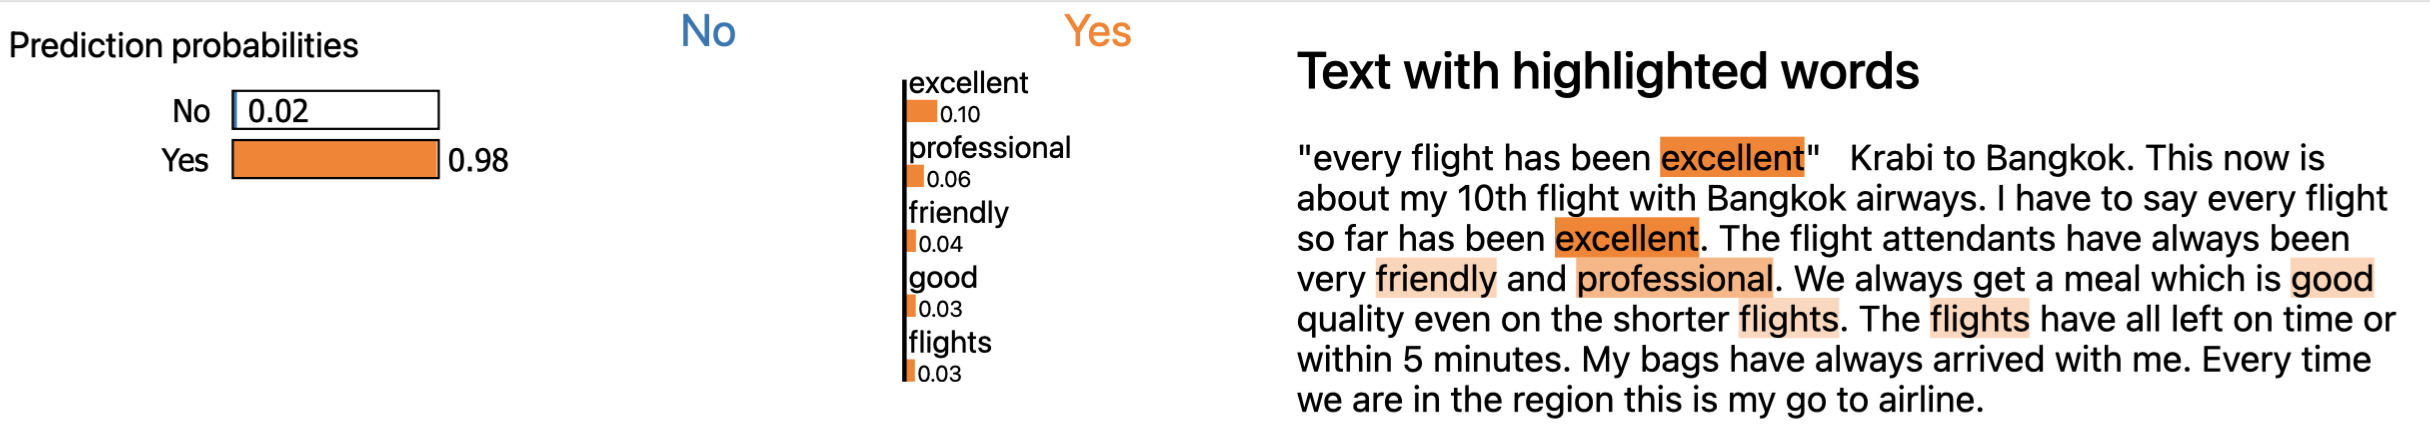 Prediction probabilities
No 0.02
Yes 0.98
No Yes
excellent
0.10
professional
0.06
friendly
0.04
good
0.03
flights
0.03
Text with highlighted words
"every flight has been excellent"   Krabi to Bangkok. This now is
about my 10th flight with Bangkok airways. I have to say every flight
so far has been excellent. The flight attendants have always been
very friendly and professional. We always get a meal which is good
quality even on the shorter flights. The flights have all left on time or
within 5 minutes. My bags have always arrived with me. Every time
we are in the region this is my go to airline.